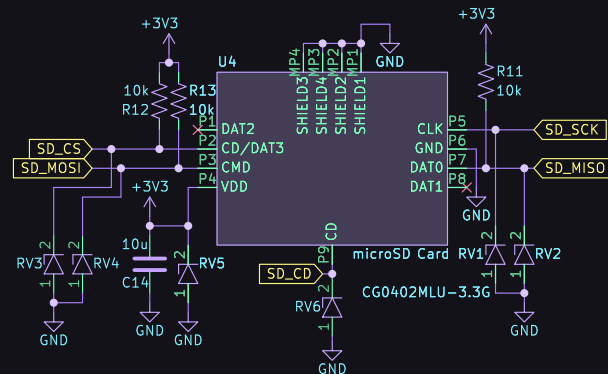 +3V3
+3V3
U4
MP4
MP3
MP2
MP1
GND
SHIELD3
SHIELD4
SHIELD2
SHIELD1
10k
R12
R13
10k
R11
10k
P1
DAT2
P2
CD/DAT3
P3
CMD
P4
VDD
CLK
P5
GND
P6
DAT0
P7
DAT1
P8
SD_CS
SD_MOSI
SD_SCK
SD_MISO
+3V3
GND
CD
P9
microSD Card
RV3
2
1
RV4
2
1
10u
C14
RV5
2
1
SD_CD
RV6
2
1
RV1
2
1
RV2
2
1
CG0402MLU-3.3G
GND
GND
GND
GND
GND